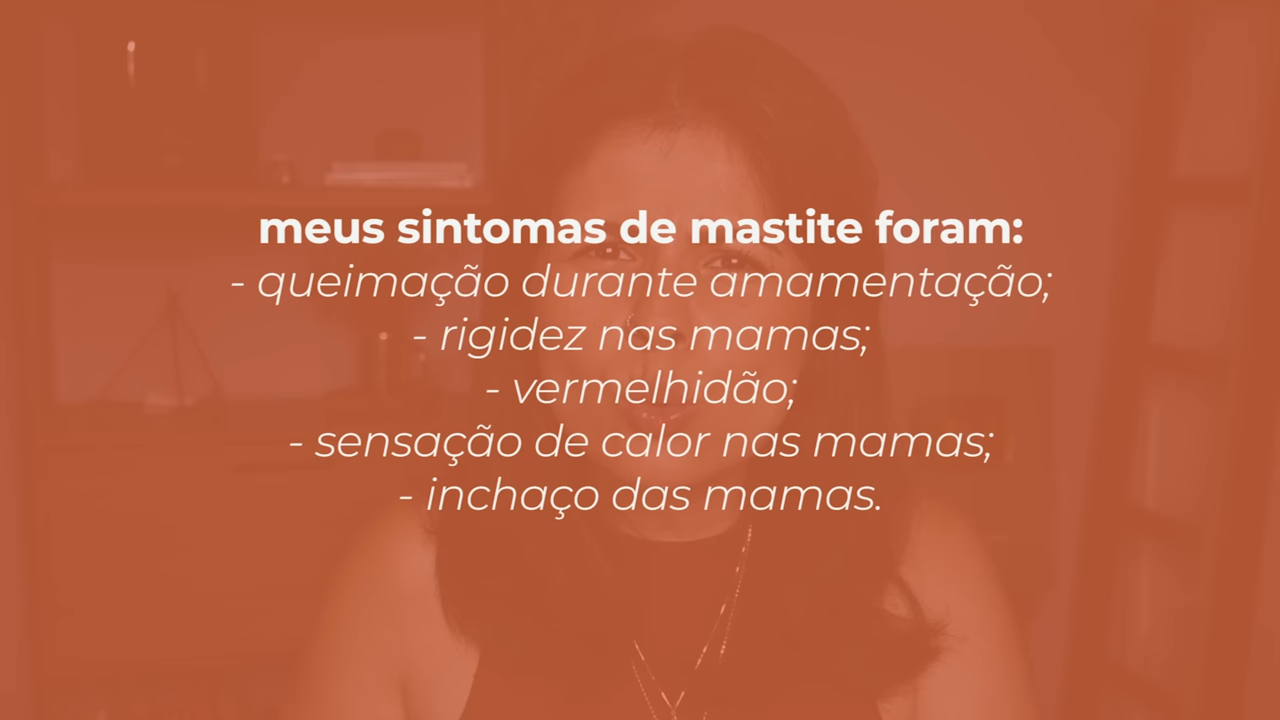 meus sintomas de mastite foram:
- queimação durante amamentação;
- rigidez nas mamas;
- vermelhidão;
- sensação de calor nas mamas;
- inchaço das mamas.